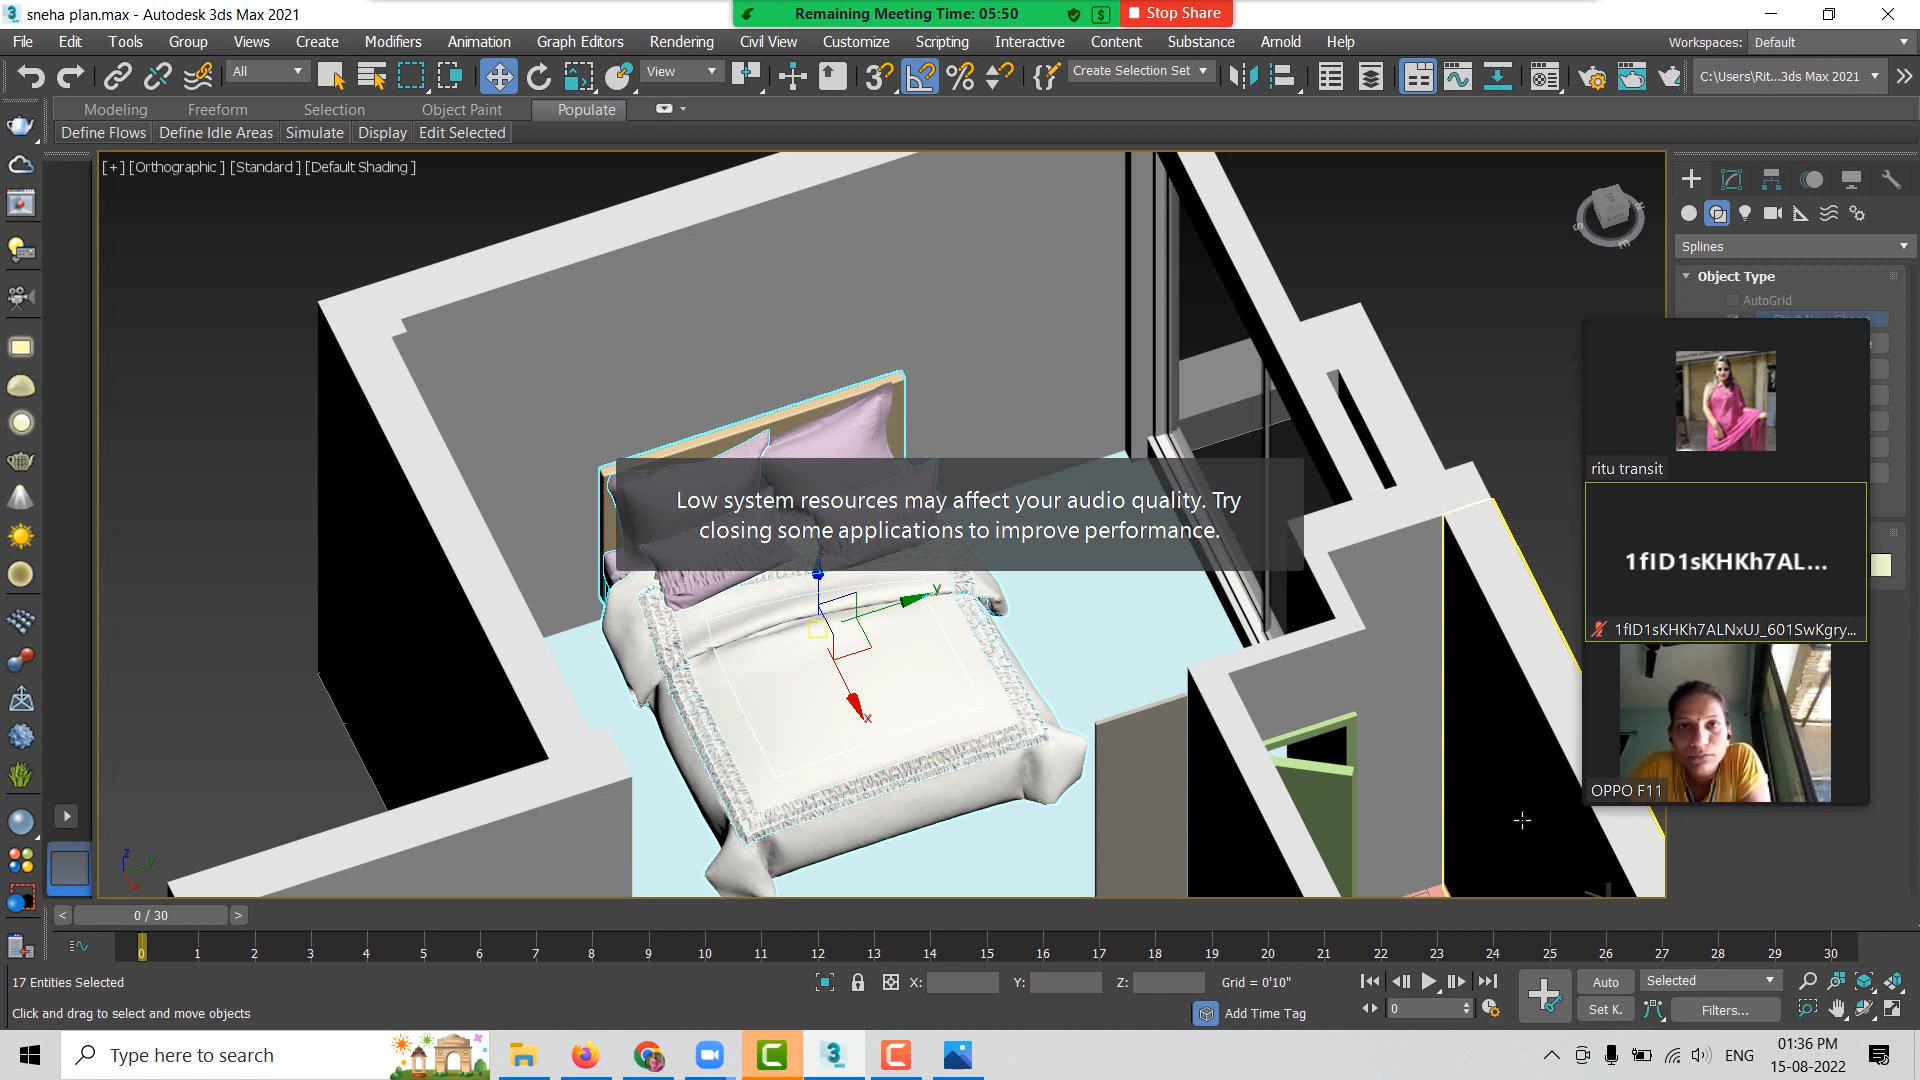 sneha plan.max - Autodesk 3ds Max 2021
Remaining Meeting Time: 05:50
Stop Share
File Edit Tools Group Views Create Modifiers Animation Graph Editors Rendering Civil View Customize Scripting Interactive Content Substance Arnold Help
Workspaces: Default
All
View
Create Selection Set
C:\Users\Rit...3ds Max 2021
Modeling Freeform Selection Object Paint Populate
Define Flows Define Idle Areas Simulate Display Edit Selected
[+] [Orthographic ] [Standard ] [Default Shading ]
Splines
Object Type
AutoGrid
ritu transit
Low system resources may affect your audio quality. Try
closing some applications to improve performance.
1fID1sKHKh7AL...
1fID1sKHKh7ALNxUJ_601SwKgry...
OPPO F11
y
x
z
0 / 30
0 1 2 3 4 5 6 7 8 9 10 11 12 13 14 15 16 17 18 19 20 21 22 23 24 25 26 27 28 29 30
17 Entities Selected
X: Y: Z: Grid = 0'10"
Auto Selected
Click and drag to select and move objects
Add Time Tag
0
Set K. Filters...
Type here to search
ENG
01:36 PM
15-08-2022